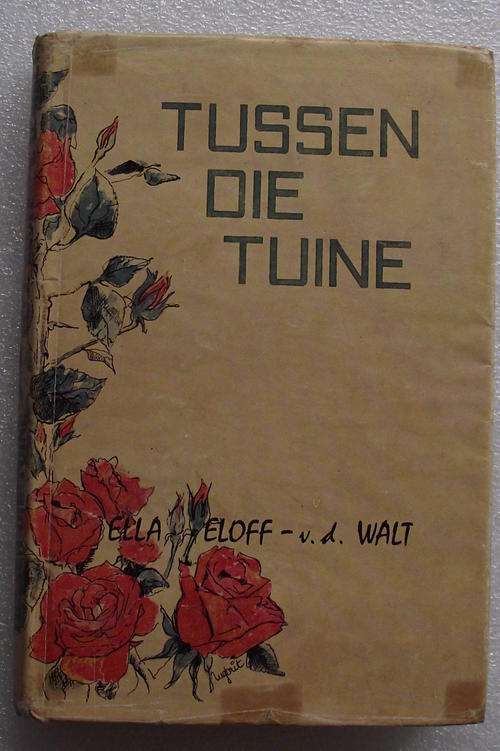 TUSSEN
DIE
TUINE
ELLA ELOFF - v. d. WALT